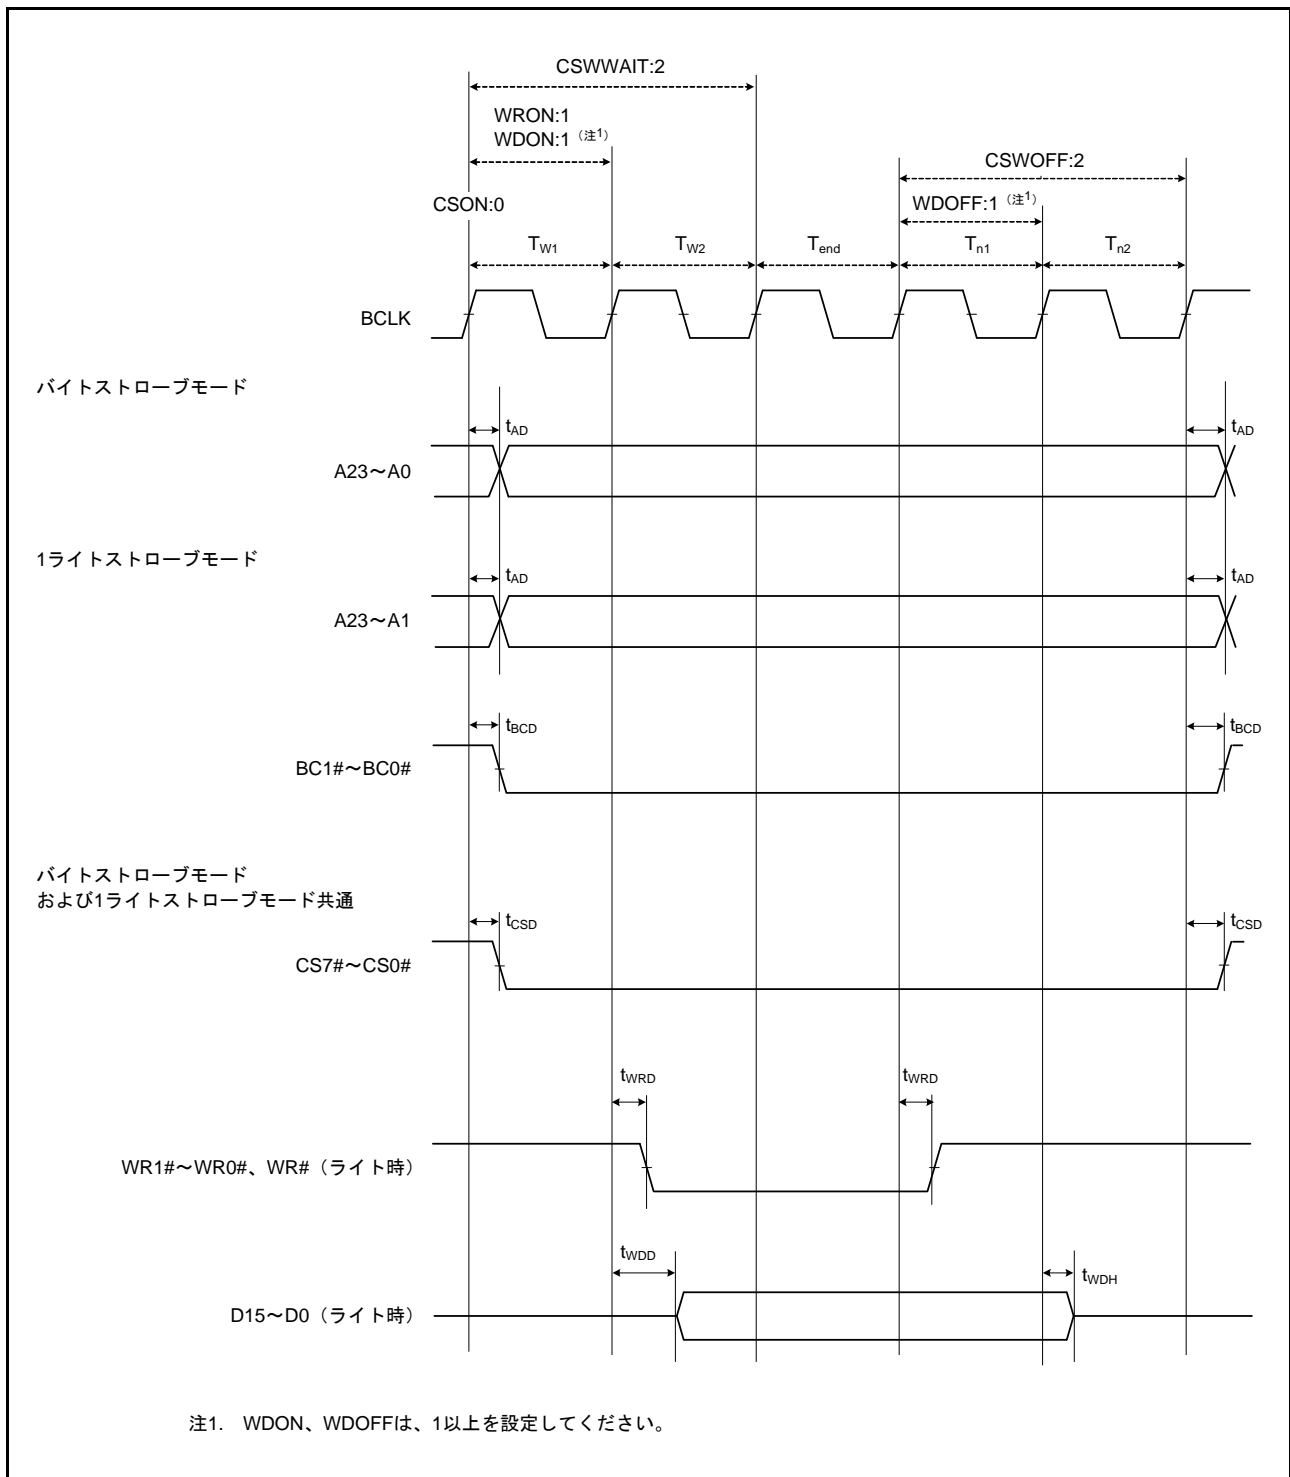 CSWWAIT:2
WRON:1
WDON:1（注1）
CSWOFF:2
CSON:0
WDOFF:1（注1）
TW1 TW2 Tend Tn1 Tn2
BCLK
バイトストローブモード
tAD tAD
A23～A0
1ライトストローブモード
tAD tAD
A23～A1
tBCD tBCD
BC1#～BC0#
バイトストローブモード
および1ライトストローブモード共通
tCSD tCSD
CS7#～CS0#
tWRD tWRD
WR1#～WR0#、WR#（ライト時）
tWDD tWDH
D15～D0（ライト時）
注1. WDON、WDOFFは、1以上を設定してください。